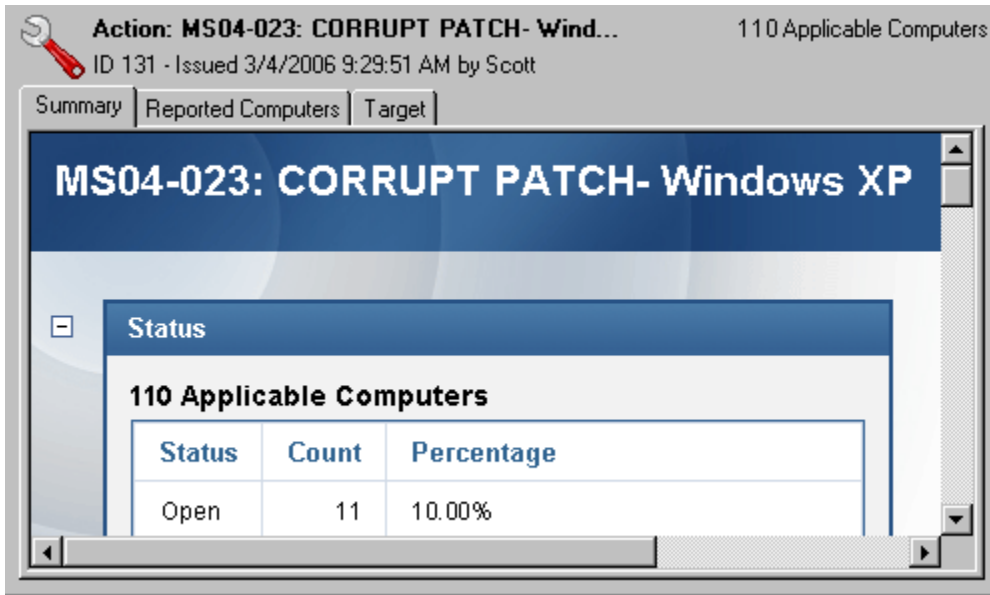 Action: MS04-023: CORRUPT PATCH- Wind... 110 Applicable Computers
ID 131 - Issued 3/4/2006 9:29:51 AM by Scott
Summary Reported Computers Target
MS04-023: CORRUPT PATCH- Windows XP
Status
110 Applicable Computers
Status Count Percentage
Open 11 10.00%